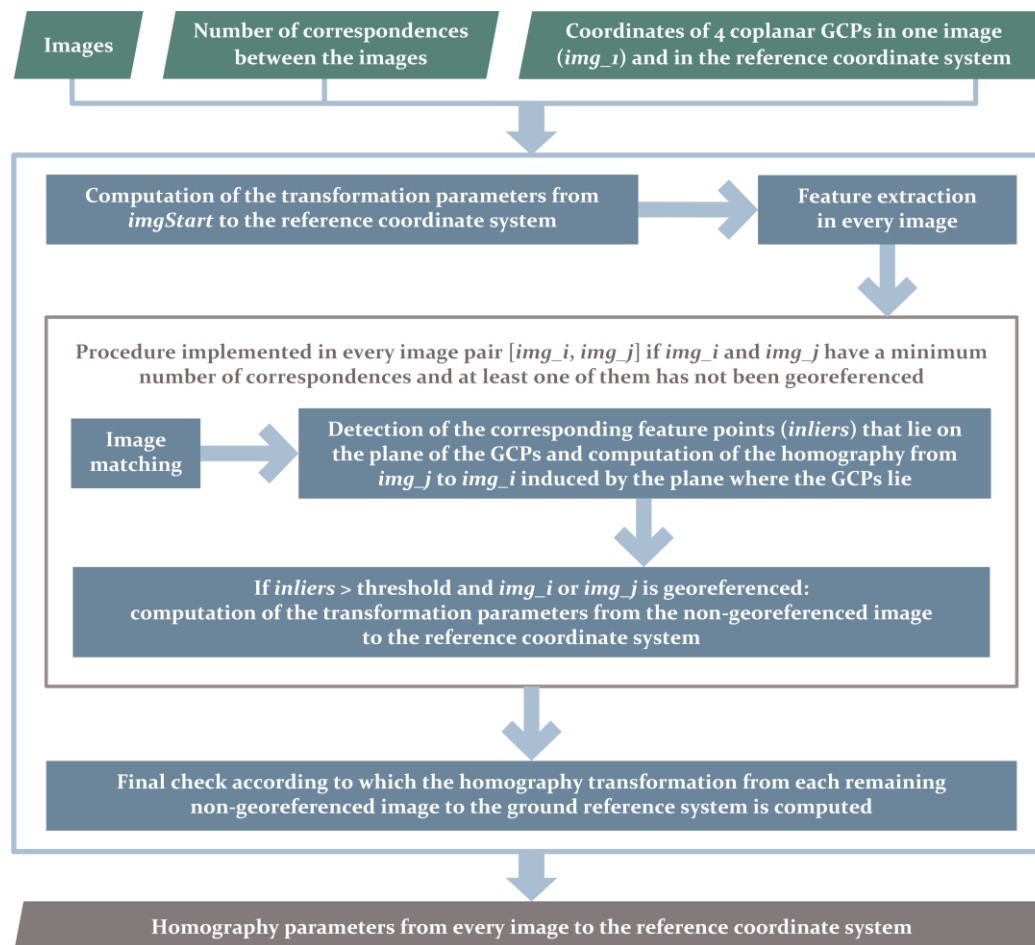 Images
Number of correspondences
between the images
Coordinates of 4 coplanar GCPs in one image
(img_1) and in the reference coordinate system
Computation of the transformation parameters from
imgStart to the reference coordinate system
Feature extraction
in every image
Procedure implemented in every image pair [img_i, img_j] if img_i and img_j have a minimum
number of correspondences and at least one of them has not been georeferenced
Image
matching
Detection of the corresponding feature points (inliers) that lie on
the plane of the GCPs and computation of the homography from
img_j to img_i induced by the plane where the GCPs lie
If inliers > threshold and img_i or img_j is georeferenced:
computation of the transformation parameters from the non-georeferenced image
to the reference coordinate system
Final check according to which the homography transformation from each remaining
non-georeferenced image to the ground reference system is computed
Homography parameters from every image to the reference coordinate system